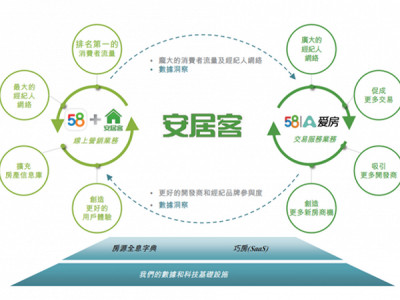 排名第一的
消費者流量
最大的
經紀人
網絡
58
安居客
線上營銷業務
擴充
房產信息庫
創造
更好的
用戶體驗
龐大的消費者流量及經紀人網絡
數據洞察
安居客
更好的開發商和經紀品牌參與度
數據洞察
廣大的
經紀人
網絡
促成
更多交易
58 爱房
交易服務業務
吸引
更多開發商
創造
更多新房商機
房源全息字典
巧房(SaaS)
我們的數據和科技基礎設施